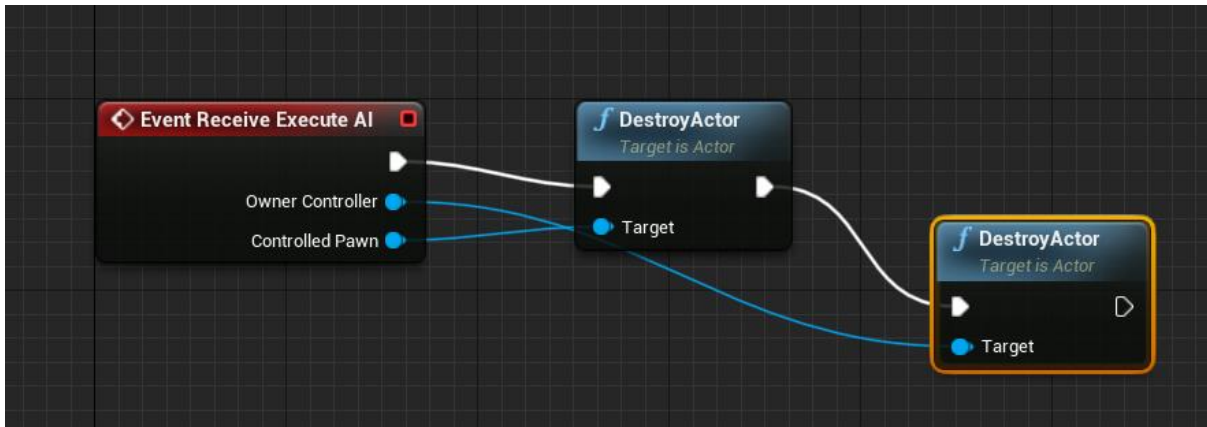 Event Receive Execute AI
Owner Controller
Controlled Pawn
f DestroyActor
Target is Actor
Target
f DestroyActor
Target is Actor
Target